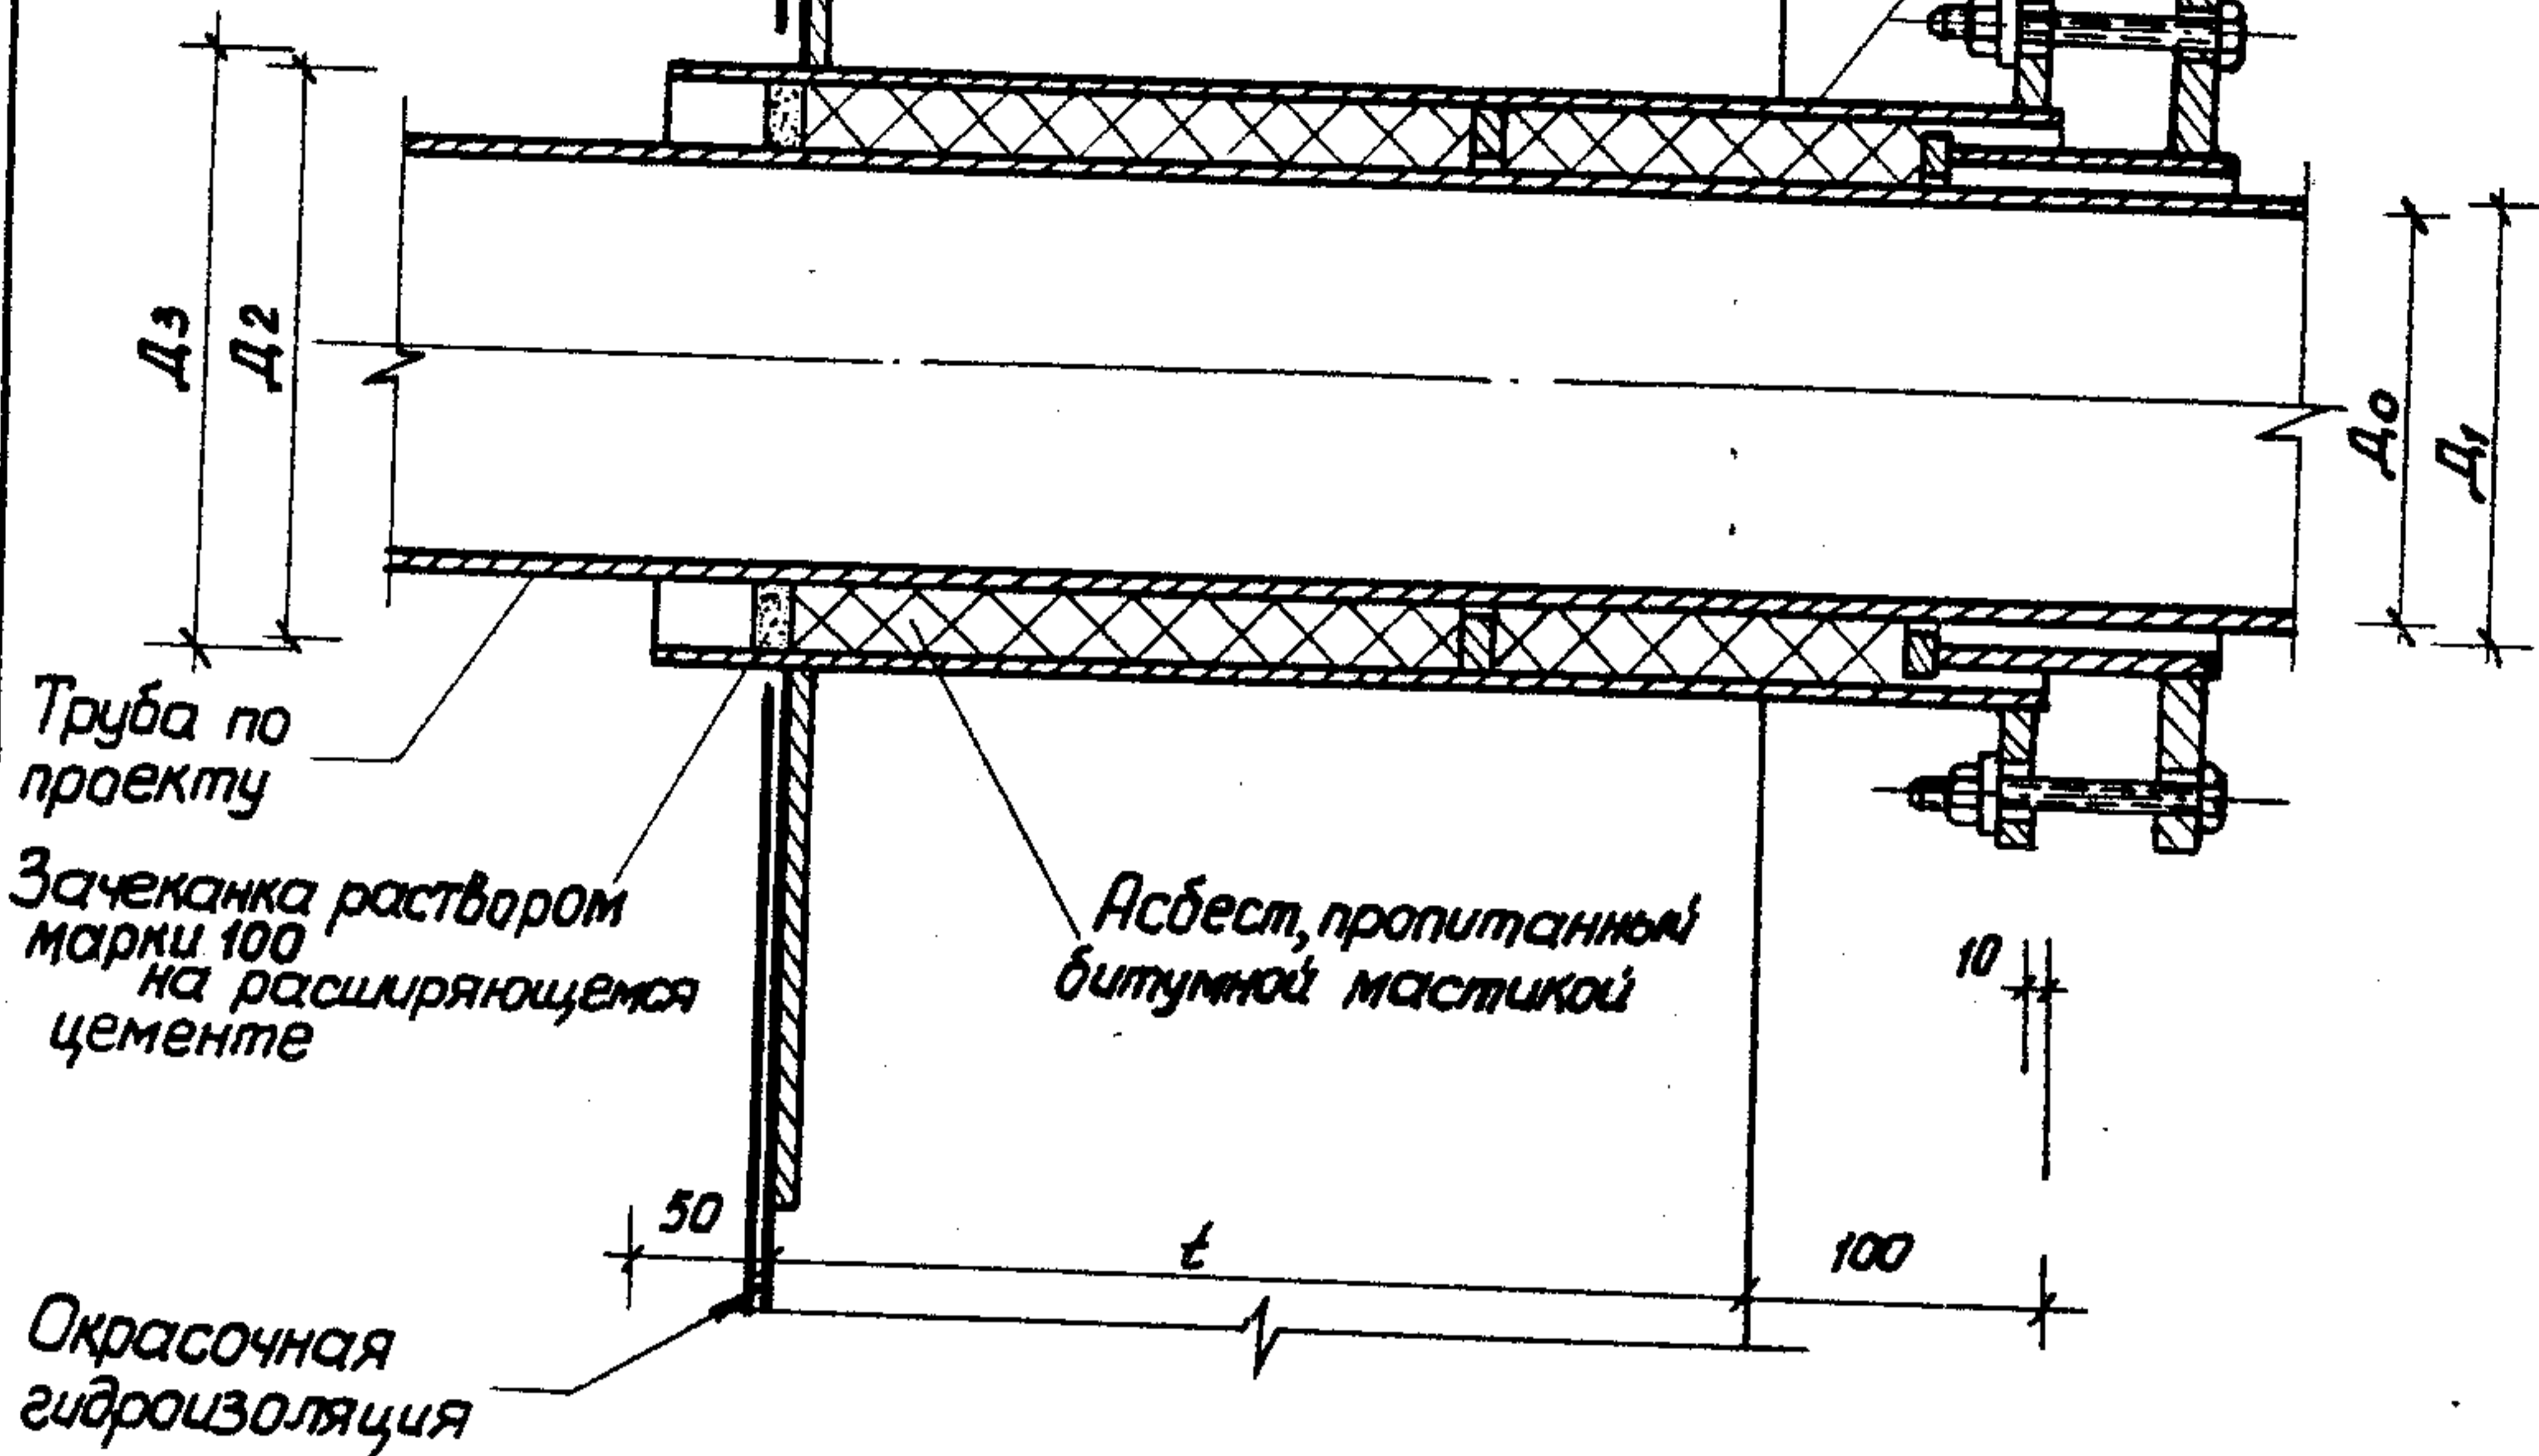 Д3
Д2
Д0
Д1
Труба по
проекту
Зачеканка раствором
марки 100
на расширяющемся
цементе
Асбест, пропитанный
битумной мастикой
10
50
t
100
Окрасочная
гидроизоляция